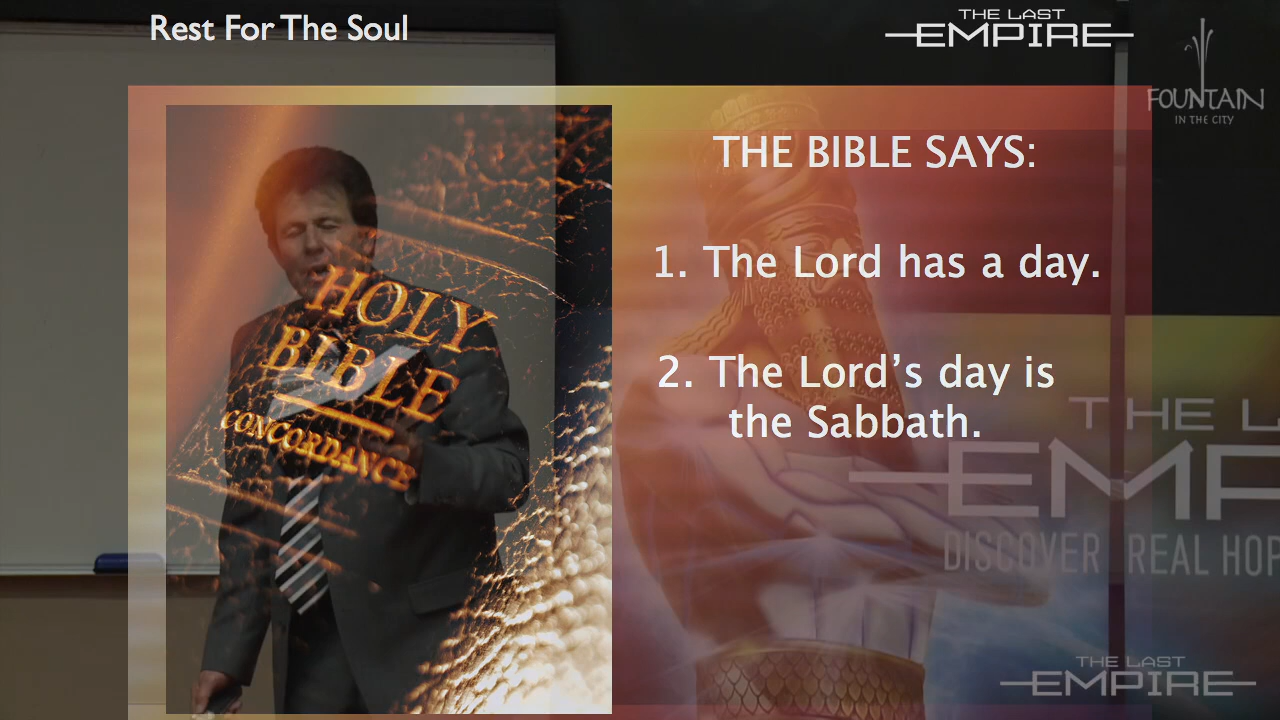 Rest For The Soul
THE LAST
EMPIRE
FOUNTAIN
IN THE CITY
THE BIBLE SAYS:
1. The Lord has a day.
2. The Lord’s day is
the Sabbath.
HOLY
BIBLE
CONCORDANCE
THE L
EMP
DISCOVER REAL HOP
THE LAST
EMPIRE